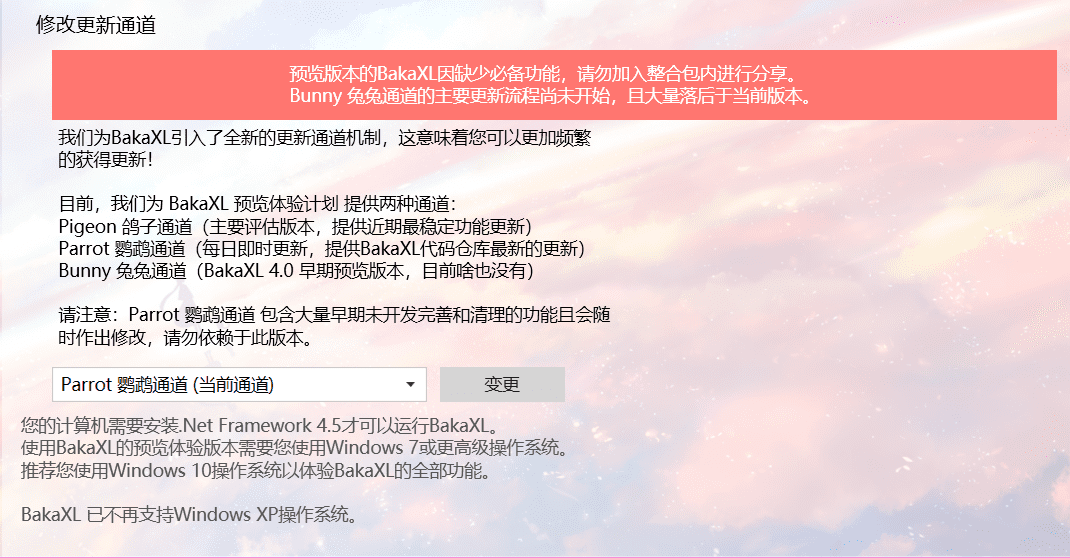 修改更新通道
预览版本的BakaXL因缺少必备功能，请勿加入整合包内进行分享。
Bunny 兔兔通道的主要更新流程尚未开始，且大量落后于当前版本。
我们为BakaXL引入了全新的更新通道机制，这意味着您可以更加频繁
的获得更新！
目前，我们为 BakaXL 预览体验计划 提供两种通道：
Pigeon 鸽子通道（主要评估版本，提供近期最稳定功能更新）
Parrot 鹦鹉通道（每日即时更新，提供BakaXL代码仓库最新的更新）
Bunny 兔兔通道（BakaXL 4.0 早期预览版本，目前啥也没有）
请注意：Parrot 鹦鹉通道 包含大量早期未开发完善和清理的功能且会随
时作出修改，请勿依赖于此版本。
Parrot 鹦鹉通道 (当前通道)
变更
您的计算机需要安装.Net Framework 4.5才可以运行BakaXL。
使用BakaXL的预览体验版本需要您使用Windows 7或更高级操作系统。
推荐您使用Windows 10操作系统以体验BakaXL的全部功能。
BakaXL 已不再支持Windows XP操作系统。